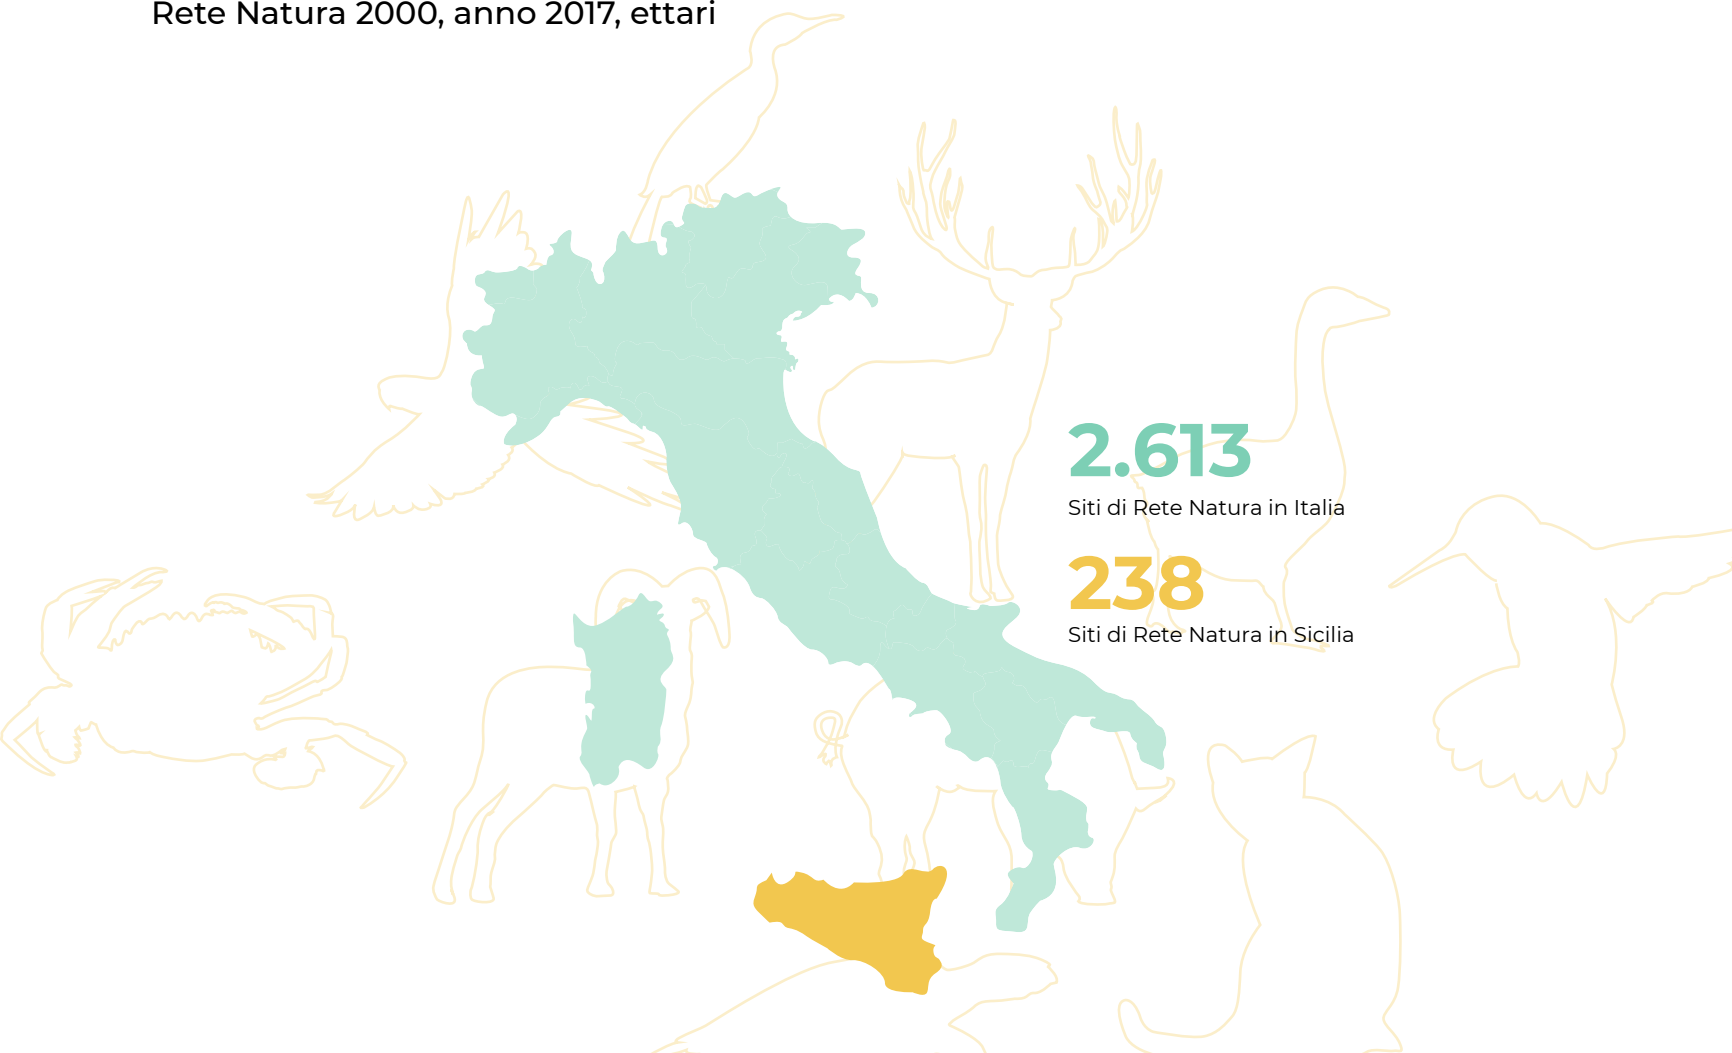 Rete Natura 2000, anno 2017, ettari
2.613
Siti di Rete Natura in Italia
238
Siti di Rete Natura in Sicilia